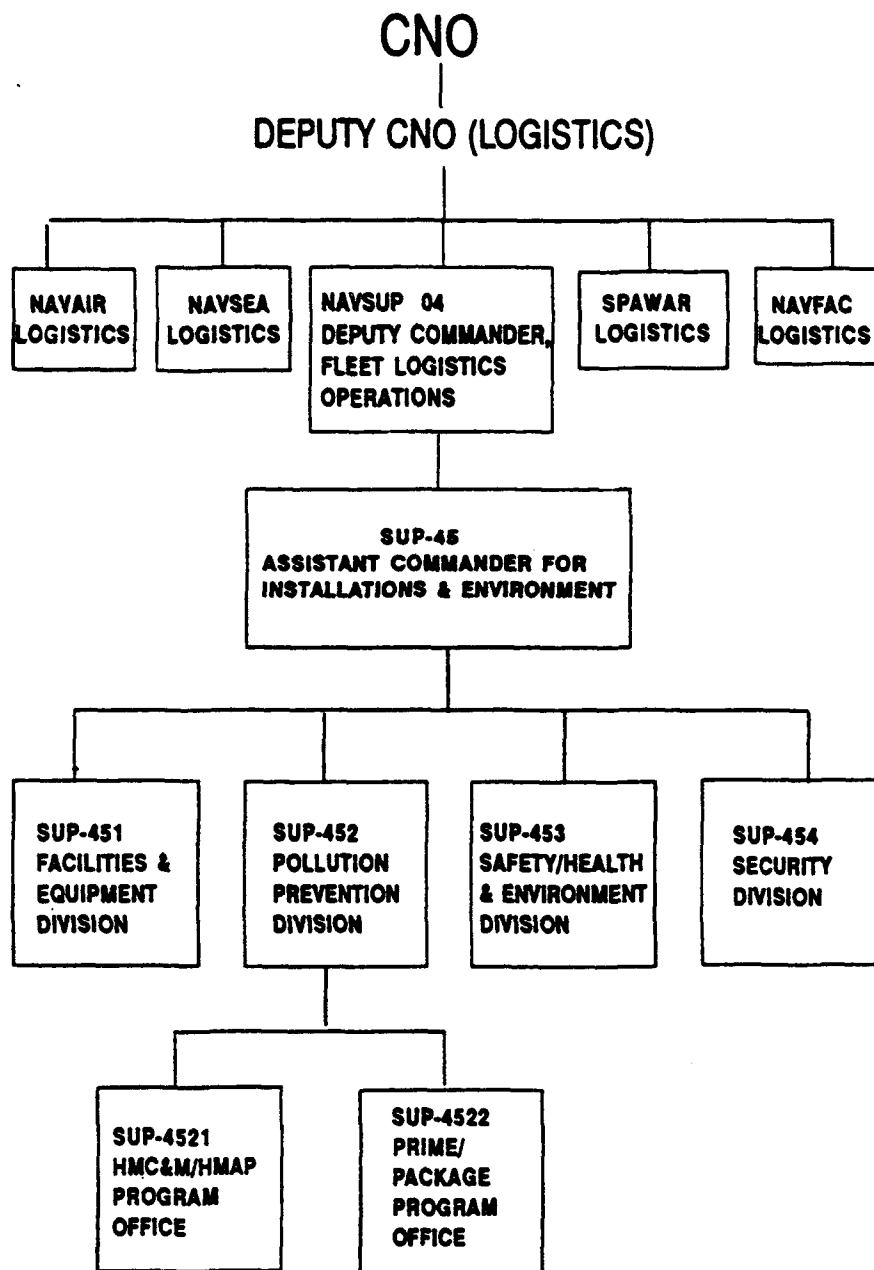 CNO
DEPUTY CNO (LOGISTICS)
NAVAIR
LOGISTICS
NAVSEA
LOGISTICS
NAVSUP 04
DEPUTY COMMANDER,
FLEET LOGISTICS
OPERATIONS
SPAWAR
LOGISTICS
NAVFAC
LOGISTICS
SUP-45
ASSISTANT COMMANDER FOR
INSTALLATIONS & ENVIRONMENT
SUP-451
FACILITIES &
EQUIPMENT
DIVISION
SUP-452
POLLUTION
PREVENTION
DIVISION
SUP-453
SAFETY/HEALTH
& ENVIRONMENT
DIVISION
SUP-454
SECURITY
DIVISION
SUP-4521
HMC&M/HMAP
PROGRAM
OFFICE
SUP-4522
PRIME/
PACKAGE
PROGRAM
OFFICE